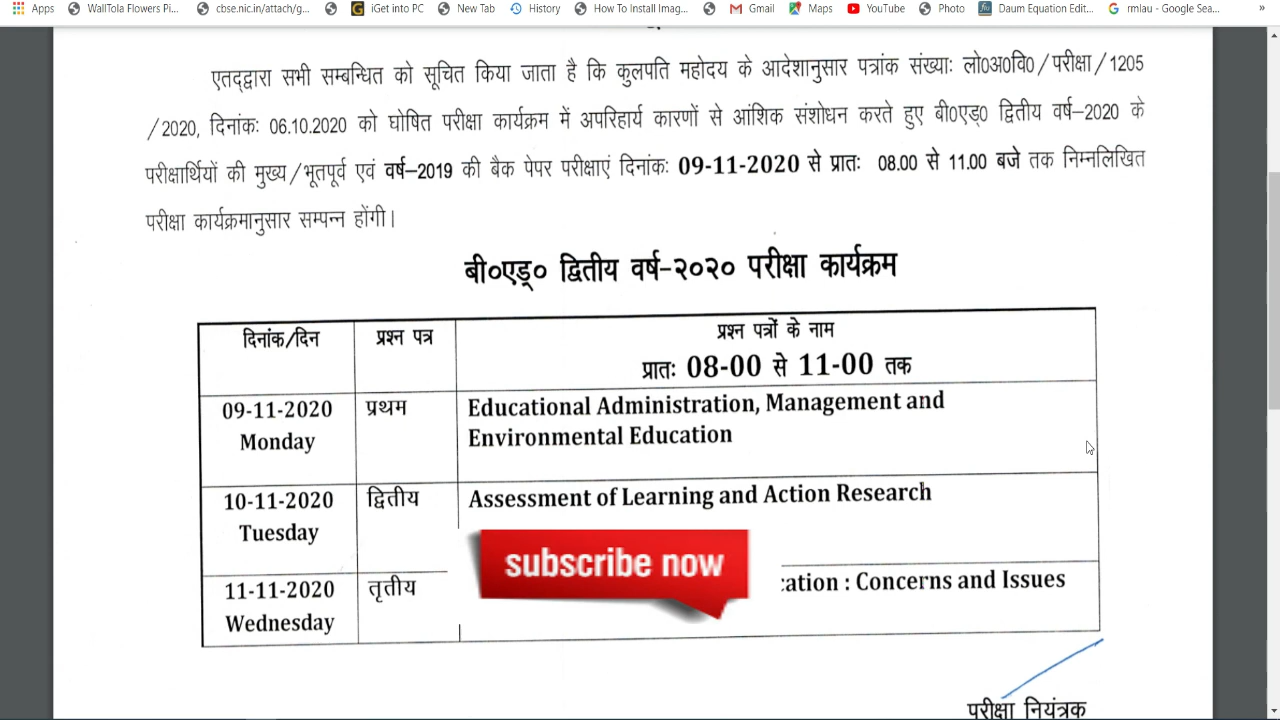 Apps WallTola Flowers Pi... cbse.nic.in/attach/g... iGet into PC New Tab History How To Install Imag... Gmail Maps YouTube Photo Daum Equation Edit... rmlau - Google Sea... »
एतद्द्वारा सभी सम्बन्धित को सूचित किया जाता है कि कुलपति महोदय के आदेशानुसार पत्रांक संख्याः लो0अ0वि0/परीक्षा/1205
/2020, दिनांकः 06.10.2020 को घोषित परीक्षा कार्यक्रम में अपरिहार्य कारणों से आंशिक संशोधन करते हुए बी0एड्0 द्वितीय वर्ष–2020 के
परीक्षार्थियों की मुख्य/भूतपूर्व एवं वर्ष–2019 की बैक पेपर परीक्षाएं दिनांकः 09-11-2020 से प्रातः 08.00 से 11.00 बजे तक निम्नलिखित
परीक्षा कार्यक्रमानुसार सम्पन्न होंगी।
बी०एड्० द्वितीय वर्ष–२०२० परीक्षा कार्यक्रम
दिनांक/दिन प्रश्न पत्र प्रश्न पत्रों के नाम
प्रातः 08-00 से 11-00 तक
09-11-2020 प्रथम Educational Administration, Management and
Monday Environmental Education
10-11-2020 द्वितीय Assessment of Learning and Action Research
Tuesday
subscribe now
11-11-2020 तृतीय : Concerns and Issues
Wednesday
परीक्षा नियंत्रक